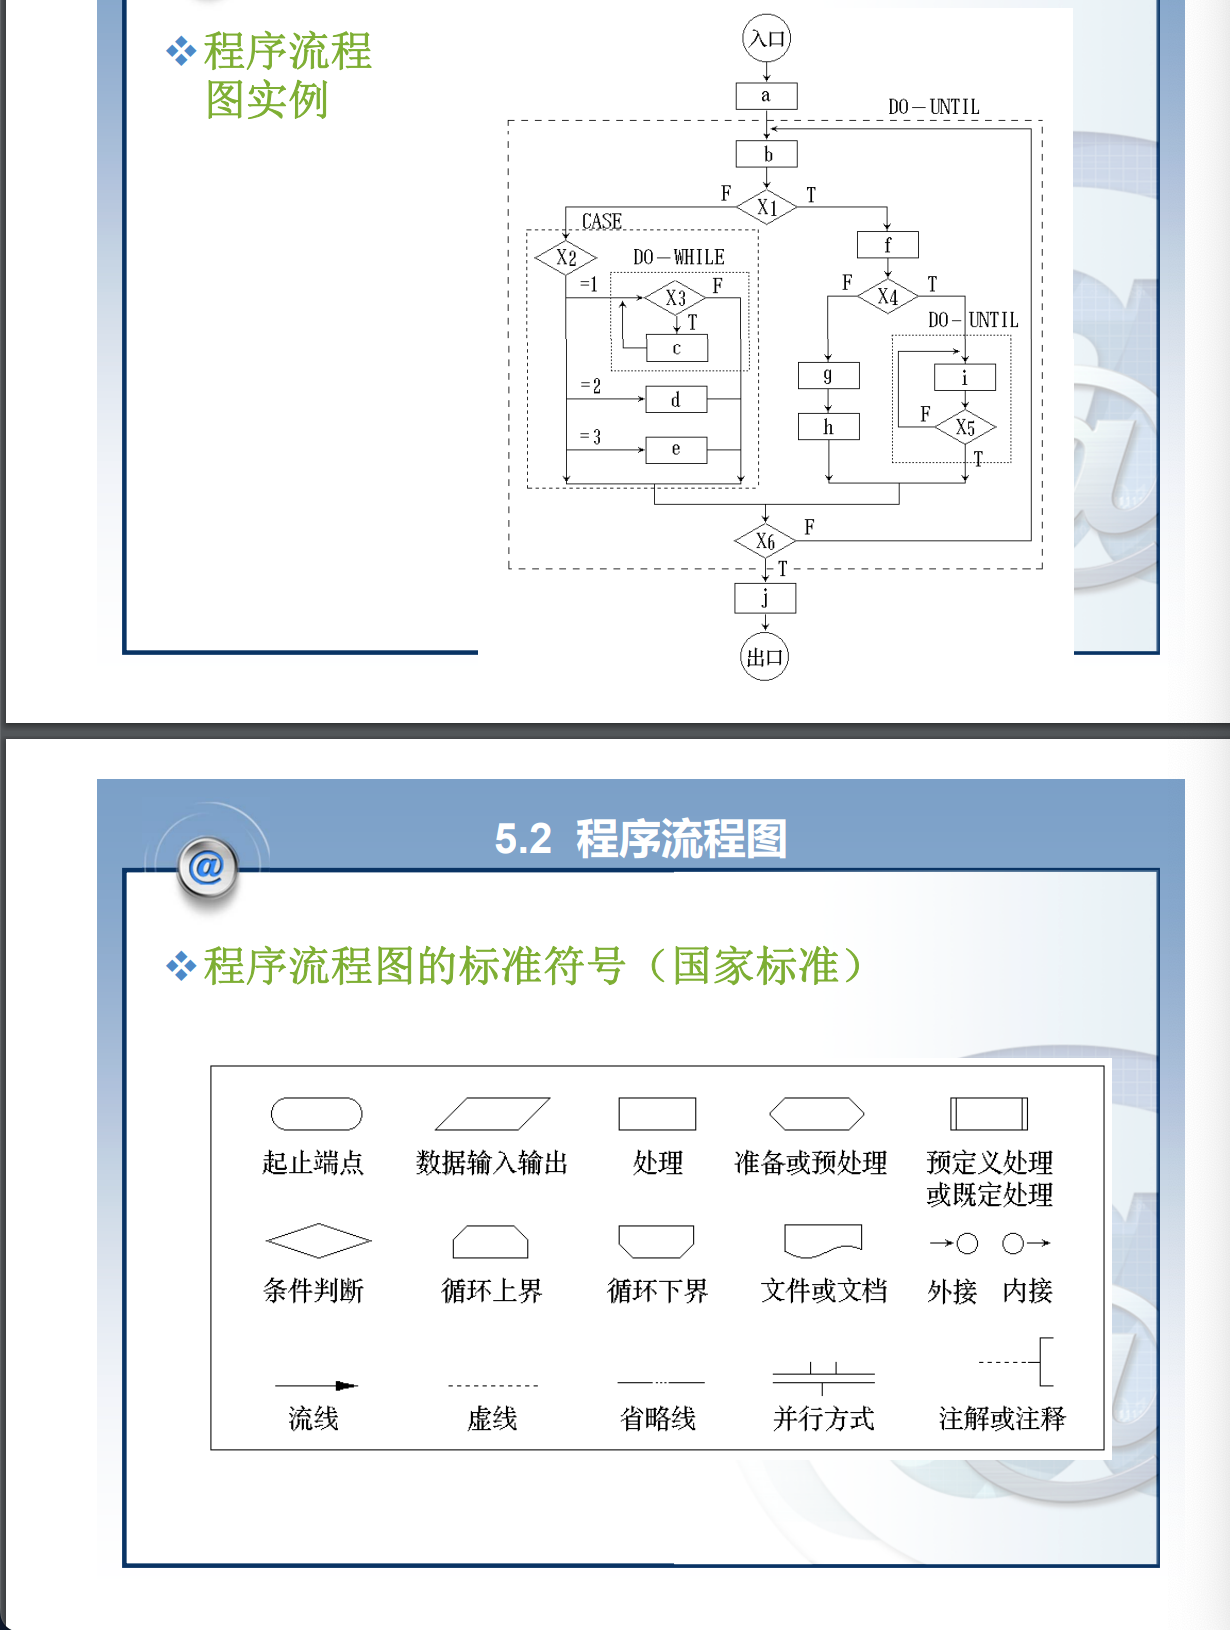 程序流程
图实例
入口
a
DO-UNTIL
b
F X1 T
CASE
X2
DO-WHILE
f
=1
X3 F
T
c
F X4 T
DO-UNTIL
=2
d
g
i
=3
e
h
F X5
T
X6 F
T
j
出口
5.2 程序流程图
@
程序流程图的标准符号（国家标准）
起止端点 数据输入输出 处理 准备或预处理 预定义处理
或既定处理
条件判断 循环上界 循环下界 文件或文档 外接 内接
流线 虚线 省略线 并行方式 注解或注释